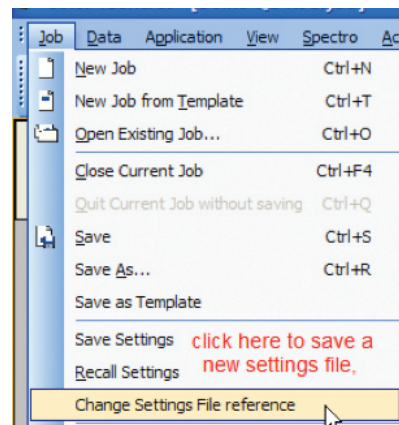 Job Data Application View Spectro Ac
New Job Ctrl+N
New Job from Template Ctrl+T
Open Existing Job... Ctrl+O
Close Current Job Ctrl+F4
Quit Current Job without saving Ctrl+Q
Save Ctrl+S
Save As... Ctrl+R
Save as Template
Save Settings click here to save a
Recall Settings new settings file,
Change Settings File reference